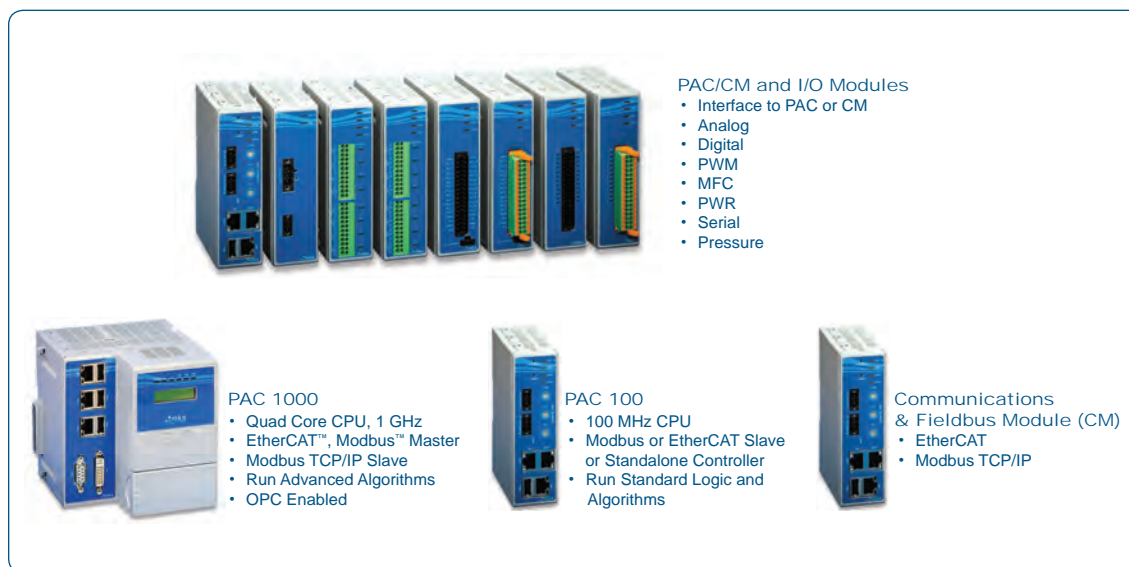 PAC/CM and I/O Modules
• Interface to PAC or CM
• Analog
• Digital
• PWM
• MFC
• PWR
• Serial
• Pressure
PAC 1000
• Quad Core CPU, 1 GHz
• EtherCAT™, Modbus™ Master
• Modbus TCP/IP Slave
• Run Advanced Algorithms
• OPC Enabled
PAC 100
• 100 MHz CPU
• Modbus or EtherCAT Slave
or Standalone Controller
• Run Standard Logic and
Algorithms
Communications
& Fieldbus Module (CM)
• EtherCAT
• Modbus TCP/IP